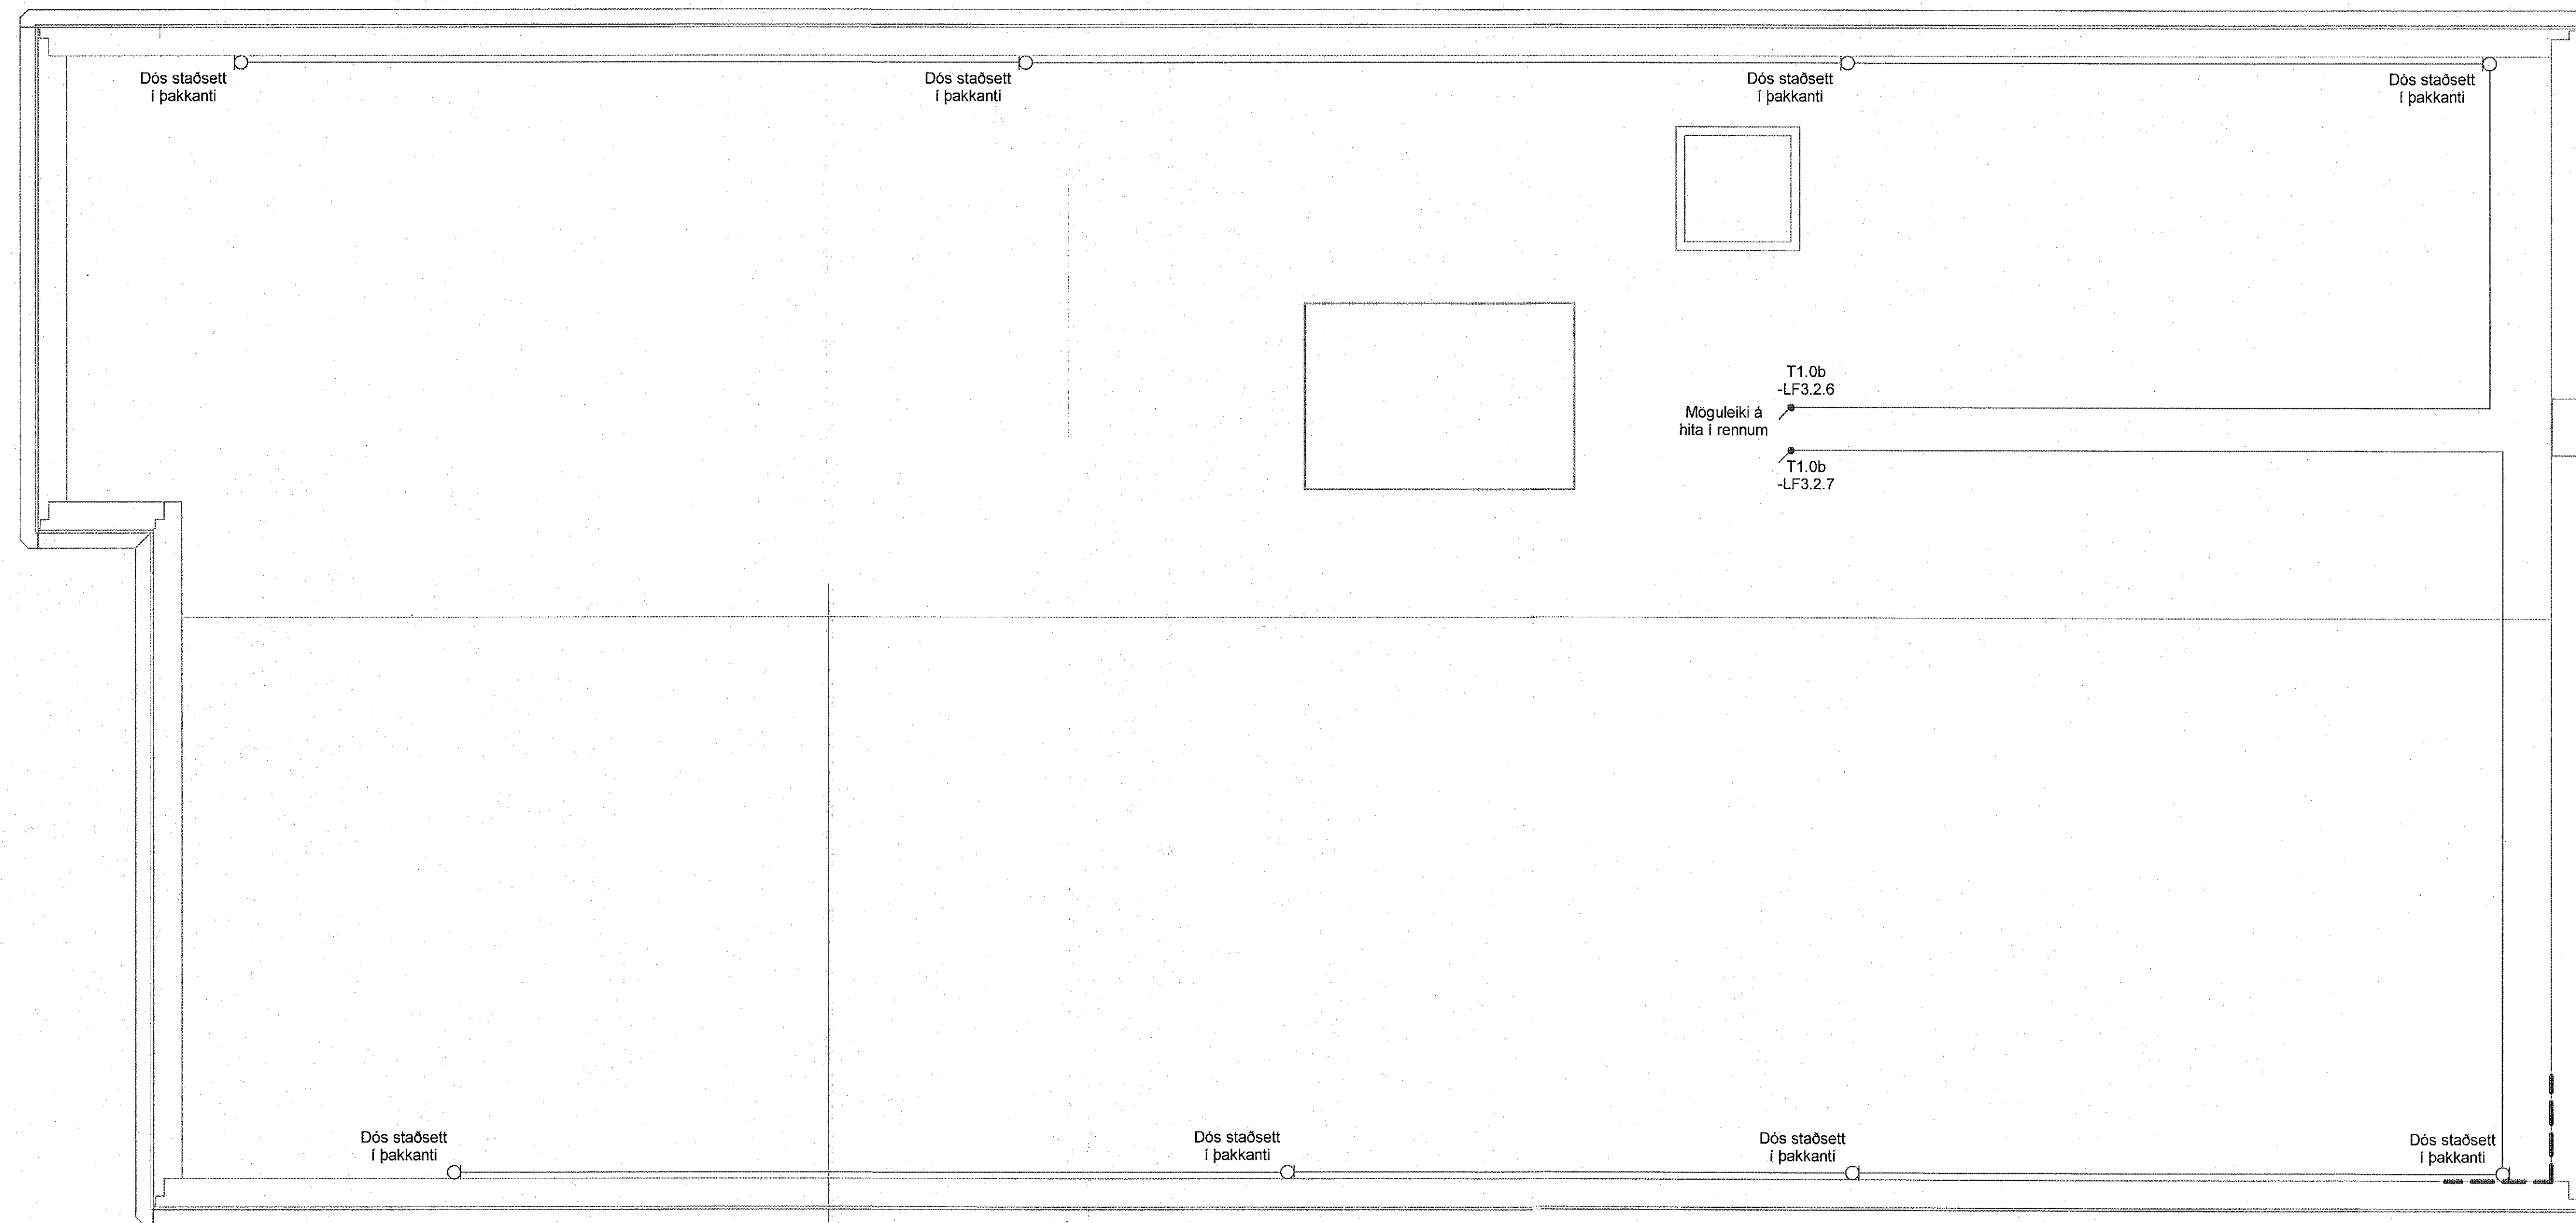 Dós staðsett
í þakkanti
Dós staðsett
í þakkanti
Dós staðsett
í þakkanti
Dós staðsett
í þakkanti
T1.0b
-LF3.2.6
Möguleiki á
hita í rennum
T1.0b
-LF3.2.7
Dós staðsett
í þakkanti
Dós staðsett
í þakkanti
Dós staðsett
í þakkanti
Dós staðsett
í þakkanti